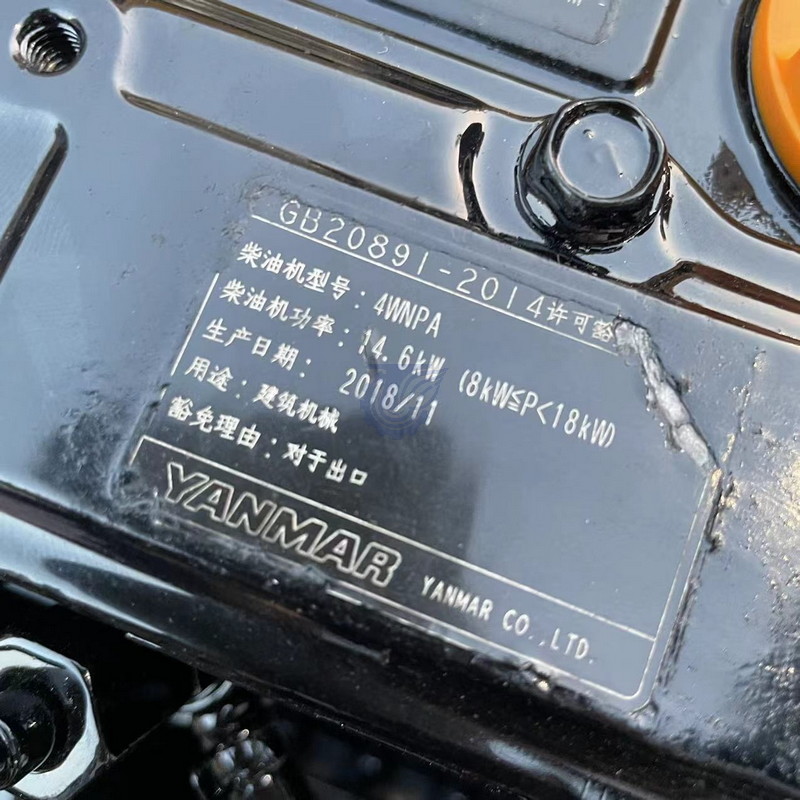 GB20891-2014许可豁
柴油机型号：4WNPA
柴油机功率：14.6kW (8kW≦P<18kW)
生产日期： 2018/11
用途：建筑机械
豁免理由：对于出口
YANMAR YANMAR CO.,LTD.